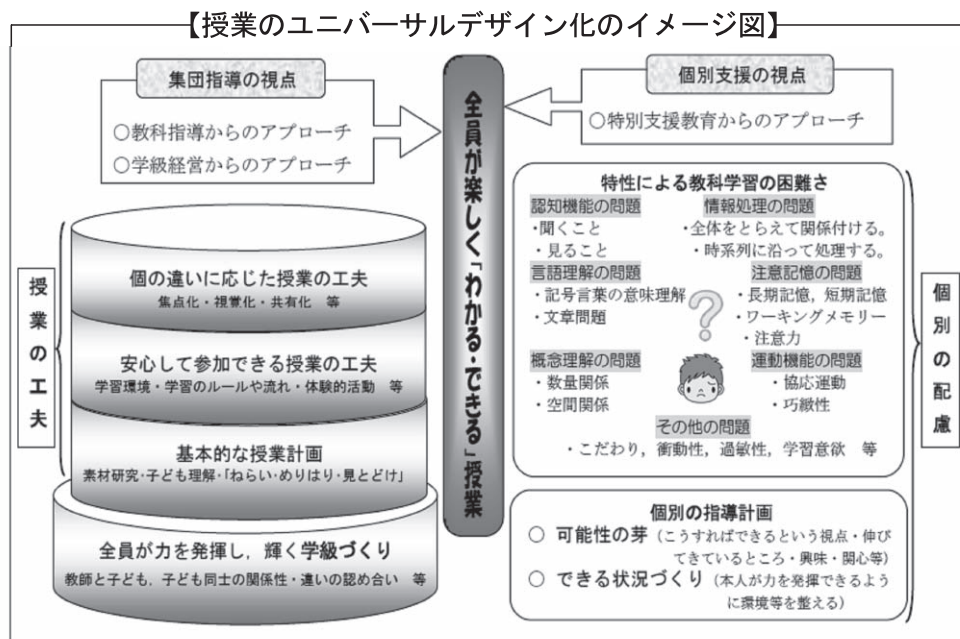 【授業のユニバーサルデザイン化のイメージ図】
集団指導の視点
○教科指導からのアプローチ
○学級経営からのアプローチ
全員が楽しく「わかる・できる」授業
個別支援の視点
○特別支援教育からのアプローチ
授業の工夫
個の違いに応じた授業の工夫
焦点化・視覚化・共有化 等
安心して参加できる授業の工夫
学習環境・学習のルールや流れ・体験的活動 等
基本的な授業計画
素材研究・子ども理解・「ねらい・めりはり・見とどけ」
全員が力を発揮し，輝く学級づくり
教師と子ども，子ども同士の関係性・違いの認め合い 等
特性による教科学習の困難さ
認知機能の問題
・聞くこと
・見ること
情報処理の問題
・全体をとらえて関係付ける。
・時系列に沿って処理する。
言語理解の問題
・記号言葉の意味理解
・文章問題
注意記憶の問題
・長期記憶，短期記憶
・ワーキングメモリー
・注意力
概念理解の問題
・数量関係
・空間関係
運動機能の問題
・協応運動
・巧緻性
その他の問題
・こだわり，衝動性，過敏性，学習意欲 等
個別の配慮
個別の指導計画
○ 可能性の芽（こうすればできるという視点・伸び
てきているところ・興味・関心等）
○ できる状況づくり（本人が力を発揮できるよう
に環境等を整える）